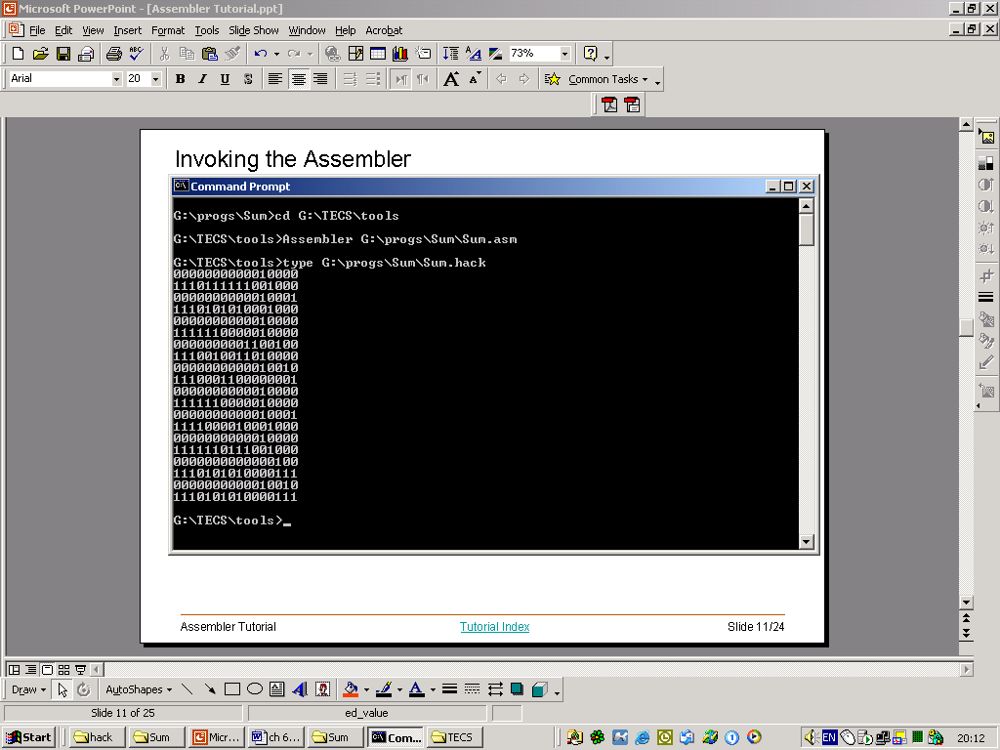 Microsoft PowerPoint - [Assembler Tutorial.ppt]
File Edit View Insert Format Tools Slide Show Window Help Acrobat
73%
Arial 20 B I U S Common Tasks
Invoking the Assembler
Command Prompt
G:\progs\Sum>cd G:\TECS\tools
G:\TECS\tools>Assembler G:\progs\Sum\Sum.asm
G:\TECS\tools>type G:\progs\Sum\Sum.hack
0000000000010000
1110111111001000
0000000000010001
1110101010001000
0000000000010000
1111110000010000
0000000001100100
1110010011010000
0000000000010010
1110001100000001
0000000000010000
1111110000010000
0000000000010001
1111000010001000
0000000000010000
1111110111001000
0000000000000100
1110101010000111
0000000000010010
1110101010000111
G:\TECS\tools>_
Assembler Tutorial Tutorial Index Slide 11/24
Draw AutoShapes
Slide 11 of 25 ed_value
Start hack Sum Micr... ch 6... Sum Com... TECS EN 20:12